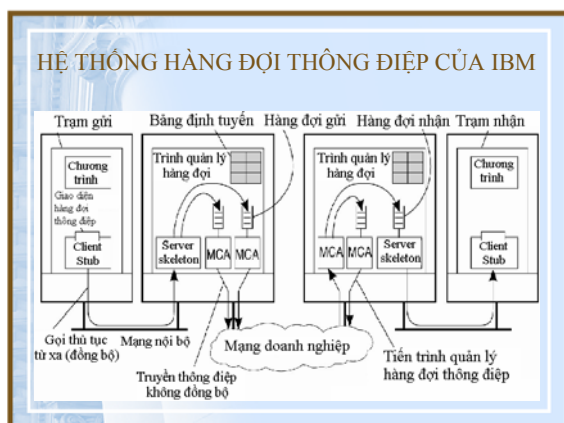 HỆ THỐNG HÀNG ĐỢI THÔNG ĐIỆP CỦA IBM
Trạm gửi
Bảng định tuyến
Hàng đợi gửi
Hàng đợi nhận
Trạm nhận
Chương
trình
Giao diện
hàng đợi
thông điệp
Client
Stub
Trình quản lý
hàng đợi
Server
skeleton
MCA
MCA
Trình quản lý
hàng đợi
MCA
MCA
Server
skeleton
Chương
trình
Client
Stub
Gọi thủ tục
từ xa (đồng bộ)
Mạng nội bộ
Mạng doanh nghiệp
Truyền thông điệp
không đồng bộ
Tiến trình quản lý
hàng đợi thông điệp